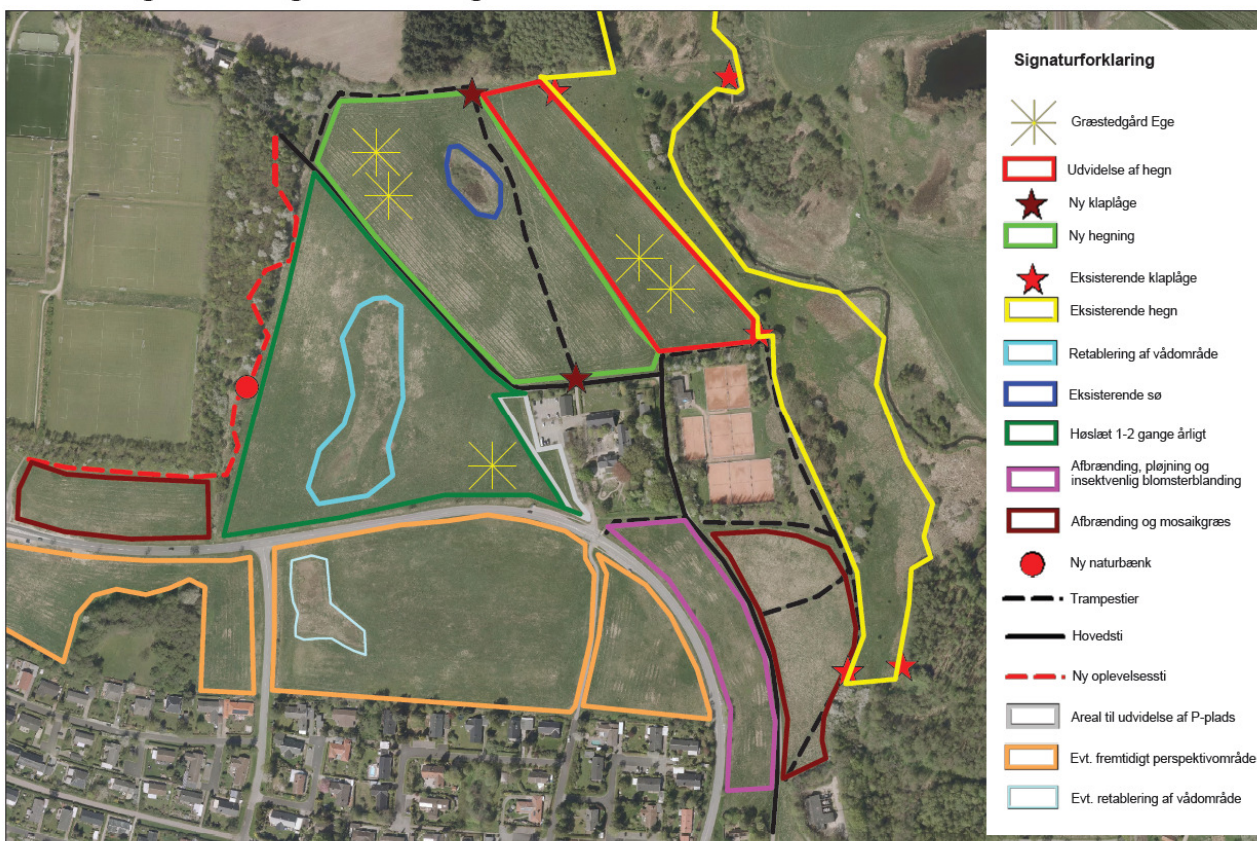 Signaturforklaring
Græstedgård Ege
Udvidelse af hegn
Ny klaplåge
Ny hegning
Eksisterende klaplåge
Eksisterende hegn
Retablering af vådområde
Eksisterende sø
Høslæt 1-2 gange årligt
Afbrænding, pløjning og
insektvenlig blomsterblanding
Afbrænding og mosaikgræs
Ny naturbænk
Trampestier
Hovedsti
Ny oplevelsessti
Areal til udvidelse af P-plads
Evt. fremtidigt perspektivområde
Evt. retablering af vådområde